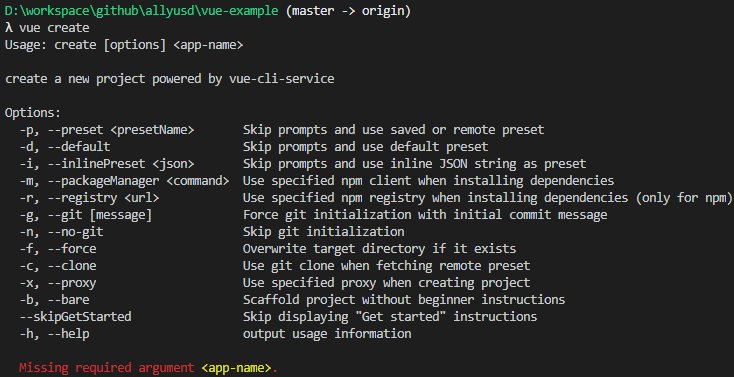 D:\workspace\github\allyusd\vue-example (master -> origin)
λ vue create
Usage: create [options] <app-name>
create a new project powered by vue-cli-service
Options:
-p, --preset <presetName>       Skip prompts and use saved or remote preset
-d, --default                   Skip prompts and use default preset
-i, --inlinePreset <json>       Skip prompts and use inline JSON string as preset
-m, --packageManager <command>  Use specified npm client when installing dependencies
-r, --registry <url>            Use specified npm registry when installing dependencies (only for npm)
-g, --git [message]             Force git initialization with initial commit message
-n, --no-git                    Skip git initialization
-f, --force                     Overwrite target directory if it exists
-c, --clone                     Use git clone when fetching remote preset
-x, --proxy                     Use specified proxy when creating project
-b, --bare                      Scaffold project without beginner instructions
--skipGetStarted                Skip displaying "Get started" instructions
-h, --help                      output usage information
Missing required argument <app-name>.